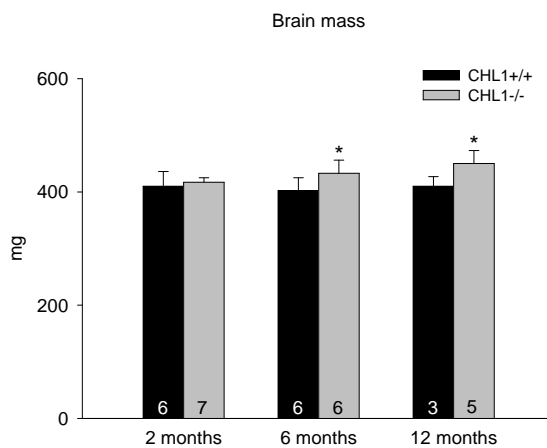 Brain mass
CHL1+/+
CHL1-/-
600
400
200
0
mg
*
*
6
7
6
6
3
5
2 months
6 months
12 months